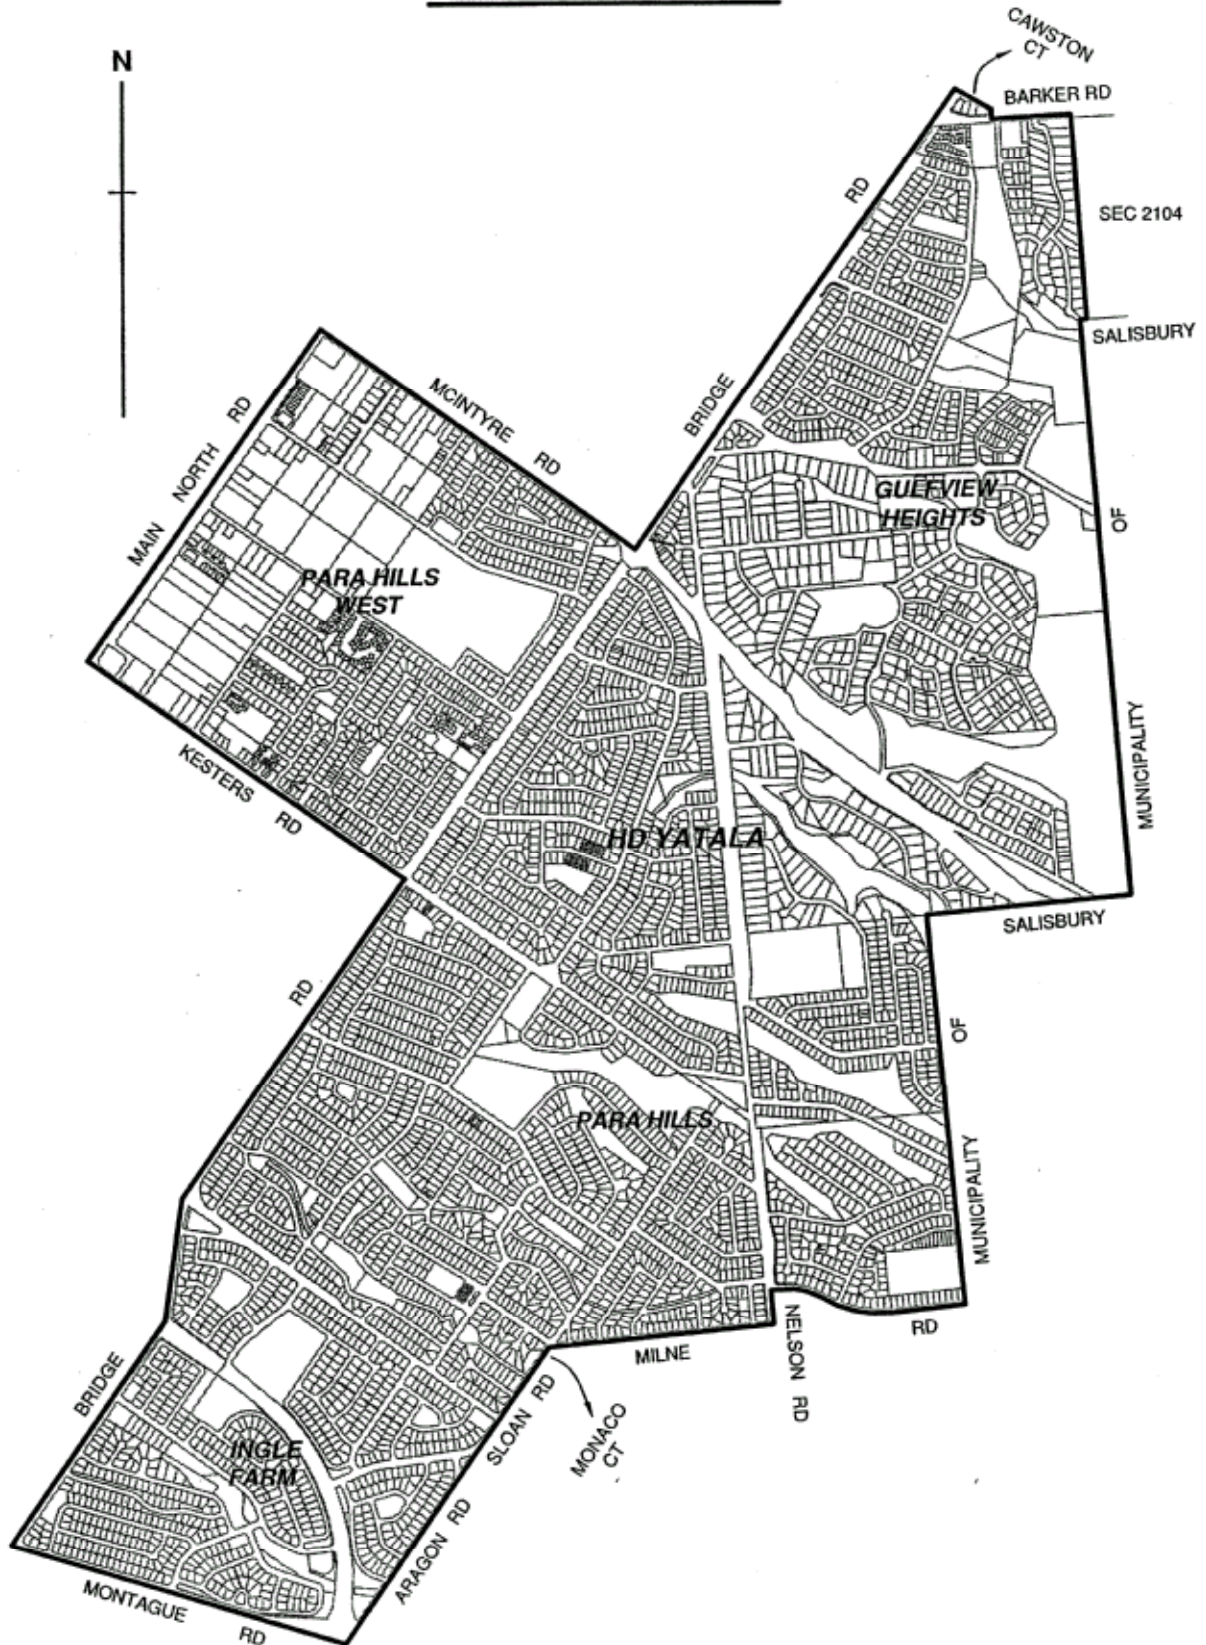 CAWSTON
CT
N
BARKER RD
RD
SEC 2104
SALISBURY
MCINTYRE
RD
RD
BRIDGE
NORTH
MAIN
GULFVIEW
HEIGHTS
OF
PARA HILLS
WEST
MUNICIPALITY
KESTERS
RD
HD YATALA
SALISBURY
RD
OF
PARA HILLS
MUNICIPALITY
NELSON RD
RD
MILNE
BRIDGE
SLOAN RD
MONACO
CT
INGLE
FARM
ARAGON RD
MONTAGUE
RD